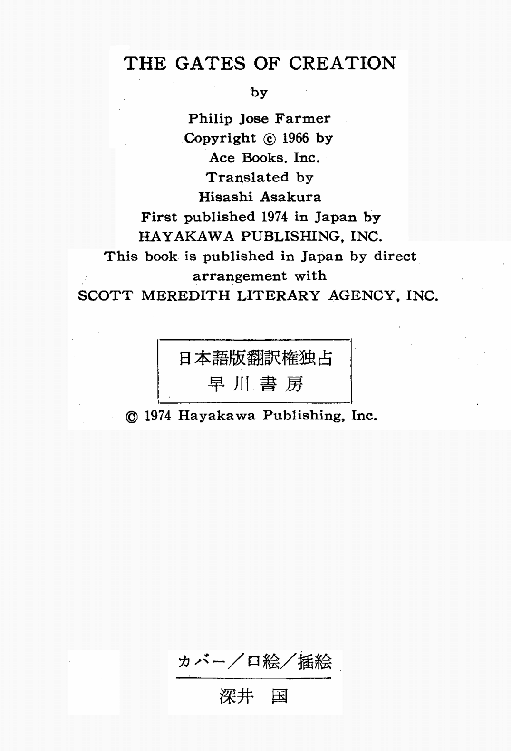 THE GATES OF CREATION
by
Philip Jose Farmer
Copyright © 1966 by
Ace Books, Inc.
Translated by
Hisashi Asakura
First published 1974 in Japan by
HAYAKAWA PUBLISHING, INC.
This book is published in Japan by direct
arrangement with
SCOTT MEREDITH LITERARY AGENCY, INC.
日本語版翻訳権独占
早川書房
© 1974 Hayakawa Publishing, Inc.
カバー／口絵／挿絵
深井 国